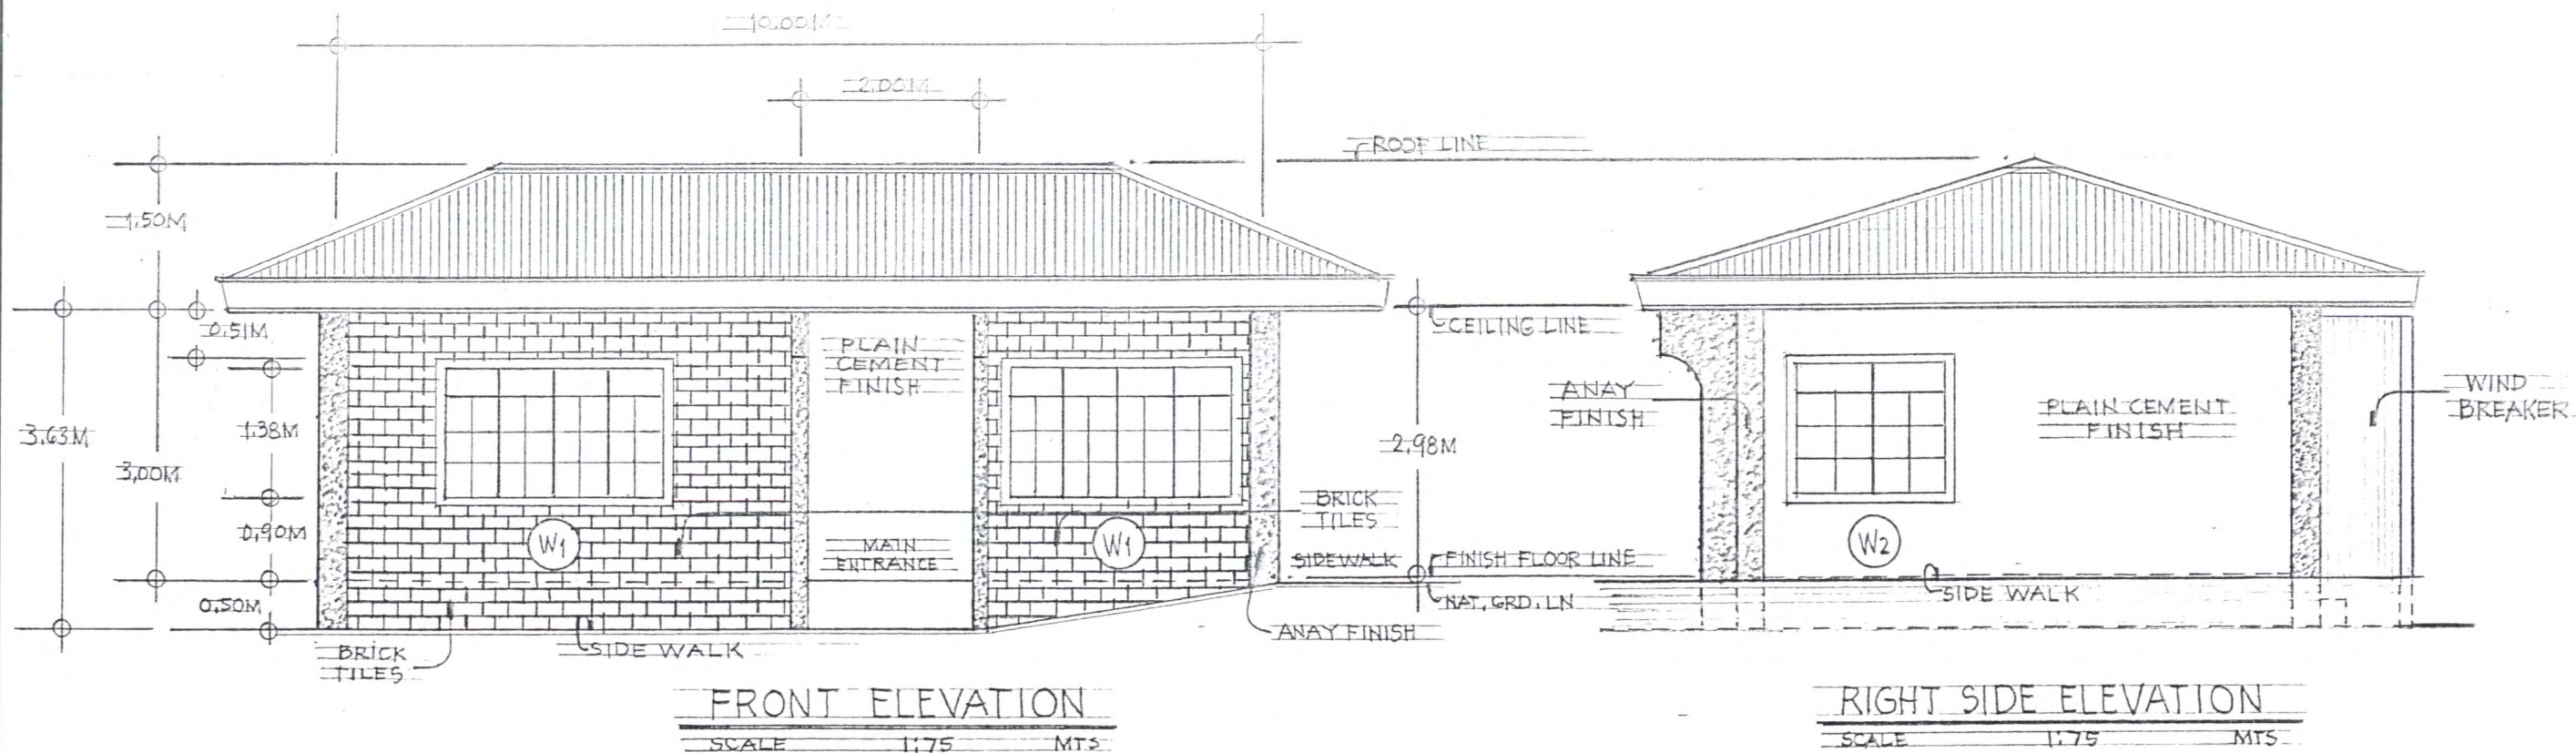 10.00M
2.00M
ROOF LINE
1.50M
0.51M
CEILING LINE
PLAIN
CEMENT
FINISH
ANAY
FINISH
WIND
BREAKER
PLAIN CEMENT
FINISH
3.63M
1.38M
2.98M
3.00M
BRICK
TILES
0.90M
W1
W1
W2
MAIN
ENTRANCE
SIDEWALK
FINISH FLOOR LINE
SIDE WALK
0.50M
NAT. GRD. LN
ANAY FINISH
BRICK
TILES
SIDE WALK
FRONT ELEVATION
SCALE 1:75 MTS
RIGHT SIDE ELEVATION
SCALE 1:75 MTS